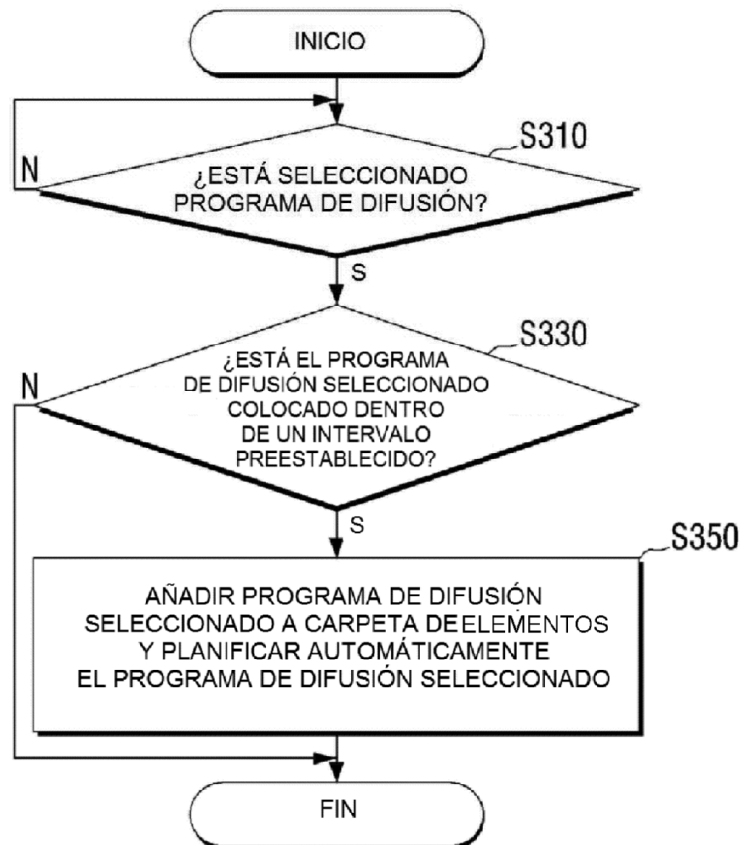 INICIO
S310
N
¿ESTÁ SELECCIONADO
PROGRAMA DE DIFUSIÓN?
S
S330
N
¿ESTÁ EL PROGRAMA
DE DIFUSIÓN SELECCIONADO
COLOCADO DENTRO
DE UN INTERVALO
PREESTABLECIDO?
S
S350
AÑADIR PROGRAMA DE DIFUSIÓN
SELECCIONADO A CARPETA DE ELEMENTOS
Y PLANIFICAR AUTOMÁTICAMENTE
EL PROGRAMA DE DIFUSIÓN SELECCIONADO
FIN